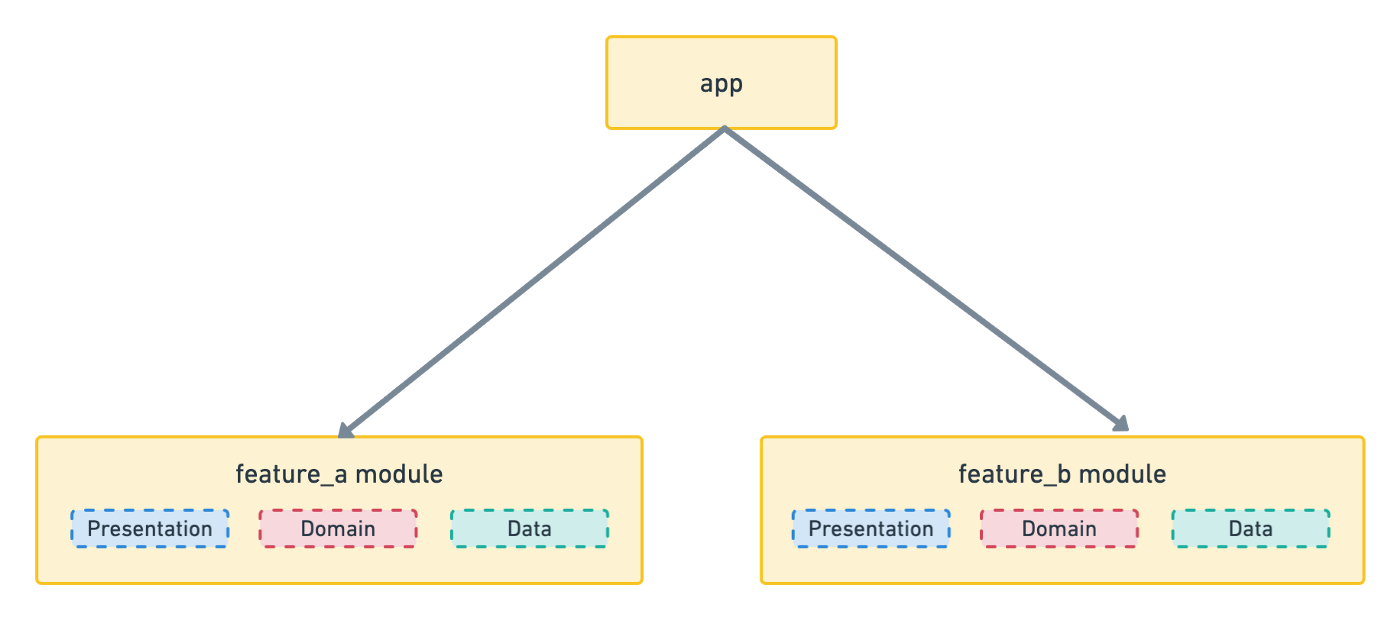 app
feature_a module
Presentation
Domain
Data
feature_b module
Presentation
Domain
Data